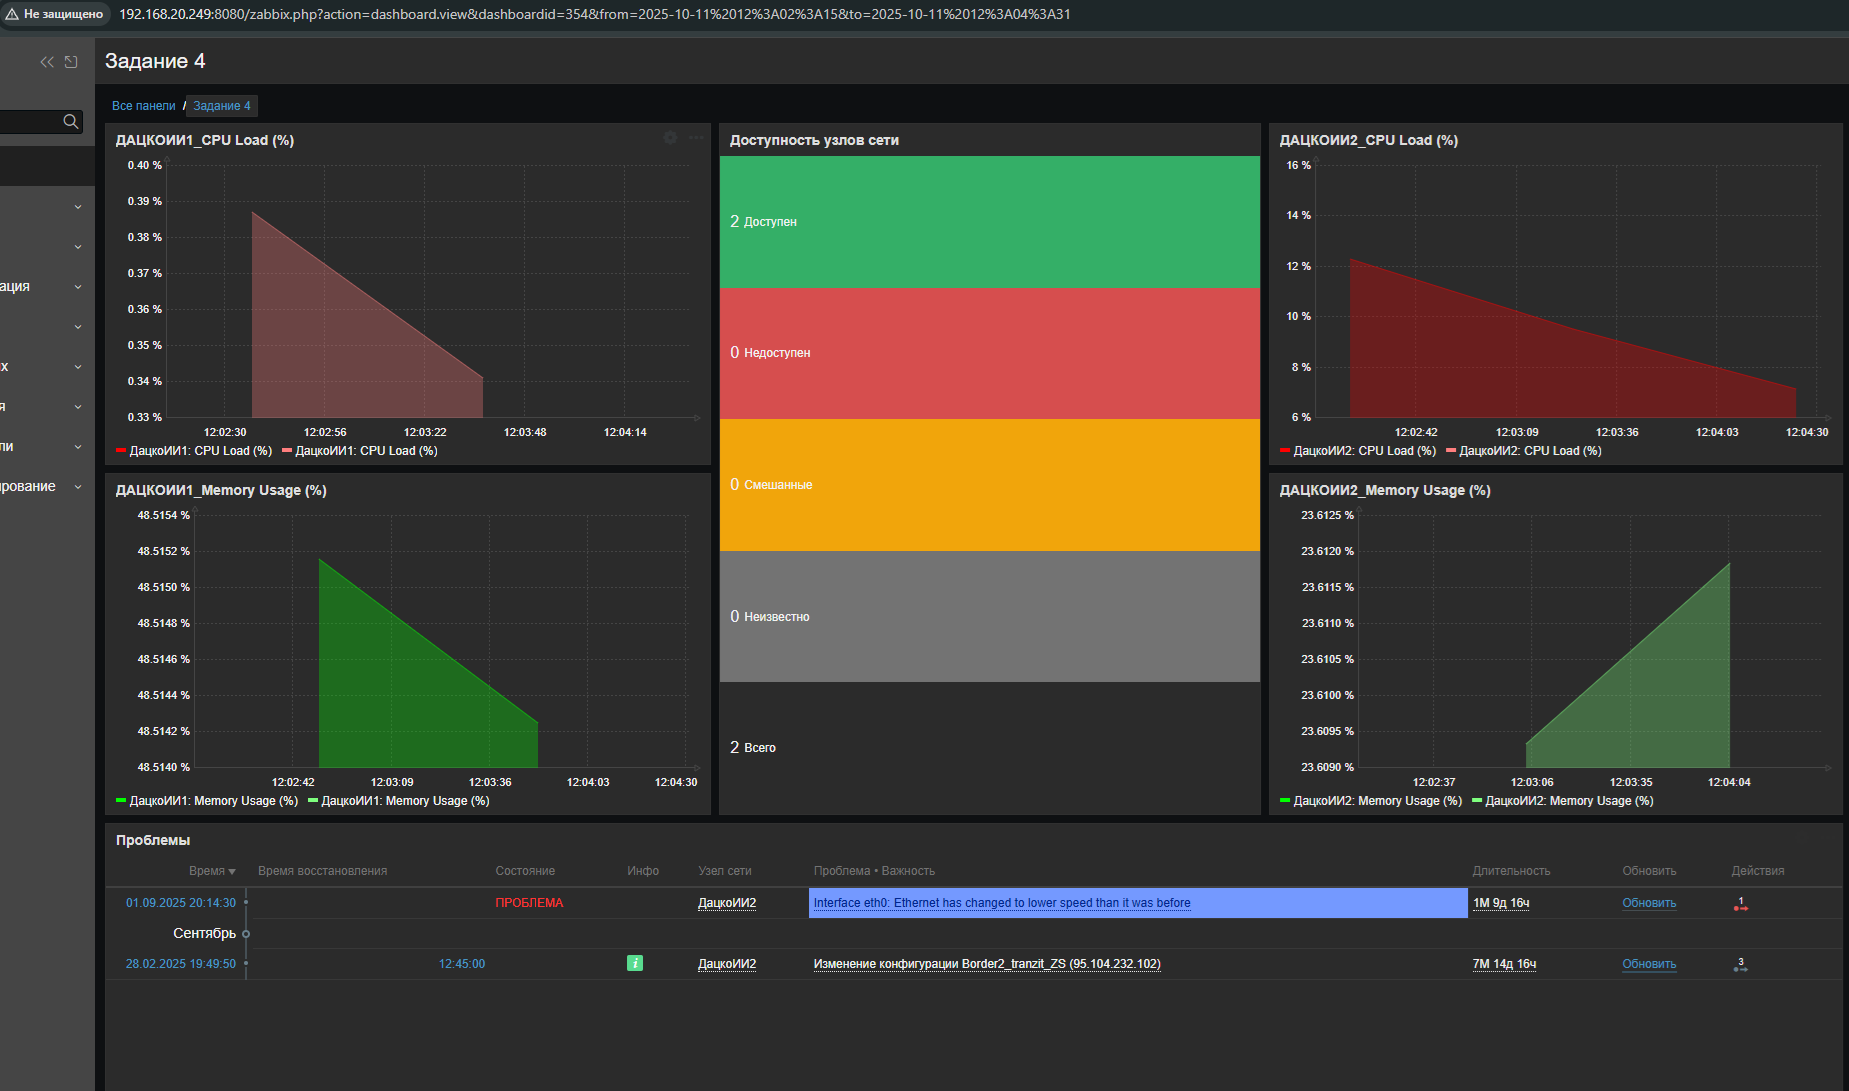 Не защищено 192.168.20.249:8080/zabbix.php?action=dashboard.view&dashboardid=354&from=2025-10-11%2012%3A02%3A15&to=2025-10-11%2012%3A04%3A31
Задание 4
Все панели / Задание 4
ация
х
я
ли
рование
ДАЦКОИИ1_CPU Load (%)
0.40 %
0.39 %
0.38 %
0.37 %
0.36 %
0.35 %
0.34 %
0.33 %
12:02:30 12:02:56 12:03:22 12:03:48 12:04:14
ДацкоИИ1: CPU Load (%) ДацкоИИ1: CPU Load (%)
Доступность узлов сети
2 Доступен
0 Недоступен
0 Смешанные
0 Неизвестно
2 Всего
ДАЦКОИИ2_CPU Load (%)
16 %
14 %
12 %
10 %
8 %
6 %
12:02:42 12:03:09 12:03:36 12:04:03 12:04:30
ДацкоИИ2: CPU Load (%) ДацкоИИ2: CPU Load (%)
ДАЦКОИИ1_Memory Usage (%)
48.5154 %
48.5152 %
48.5150 %
48.5148 %
48.5146 %
48.5144 %
48.5142 %
48.5140 %
12:02:42 12:03:09 12:03:36 12:04:03 12:04:30
ДацкоИИ1: Memory Usage (%) ДацкоИИ1: Memory Usage (%)
ДАЦКОИИ2_Memory Usage (%)
23.6125 %
23.6120 %
23.6115 %
23.6110 %
23.6105 %
23.6100 %
23.6095 %
23.6090 %
12:02:37 12:03:06 12:03:35 12:04:04
ДацкоИИ2: Memory Usage (%) ДацкоИИ2: Memory Usage (%)
Проблемы
Время Время восстановления Состояние Инфо Узел сети Проблема • Важность Длительность Обновить Действия
01.09.2025 20:14:30 ПРОБЛЕМА ДацкоИИ2 Interface eth0: Ethernet has changed to lower speed than it was before 1М 9д 16ч Обновить 1
Сентябрь
28.02.2025 19:49:50 12:45:00 i ДацкоИИ2 Изменение конфигурации Border2_tranzit_ZS (95.104.232.102) 7М 14д 16ч Обновить 3